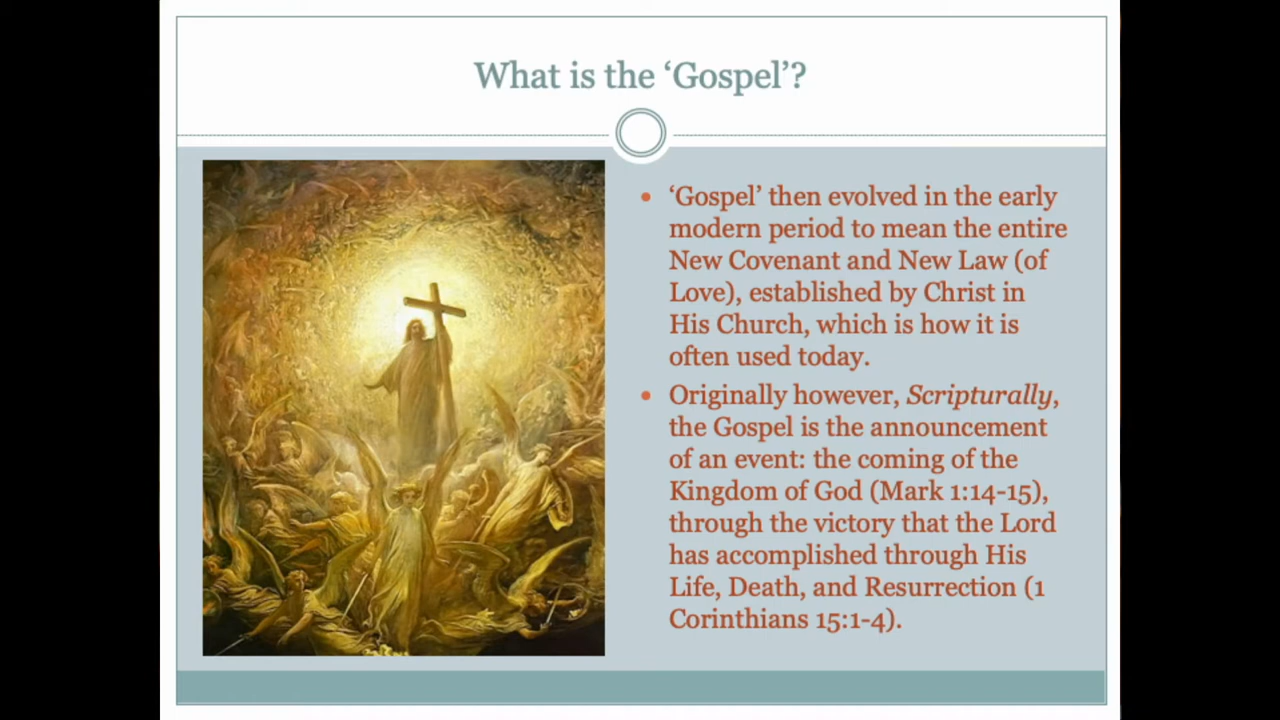 What is the ‘Gospel’?
• ‘Gospel’ then evolved in the early
modern period to mean the entire
New Covenant and New Law (of
Love), established by Christ in
His Church, which is how it is
often used today.
• Originally however, Scripturally,
the Gospel is the announcement
of an event: the coming of the
Kingdom of God (Mark 1:14-15),
through the victory that the Lord
has accomplished through His
Life, Death, and Resurrection (1
Corinthians 15:1-4).